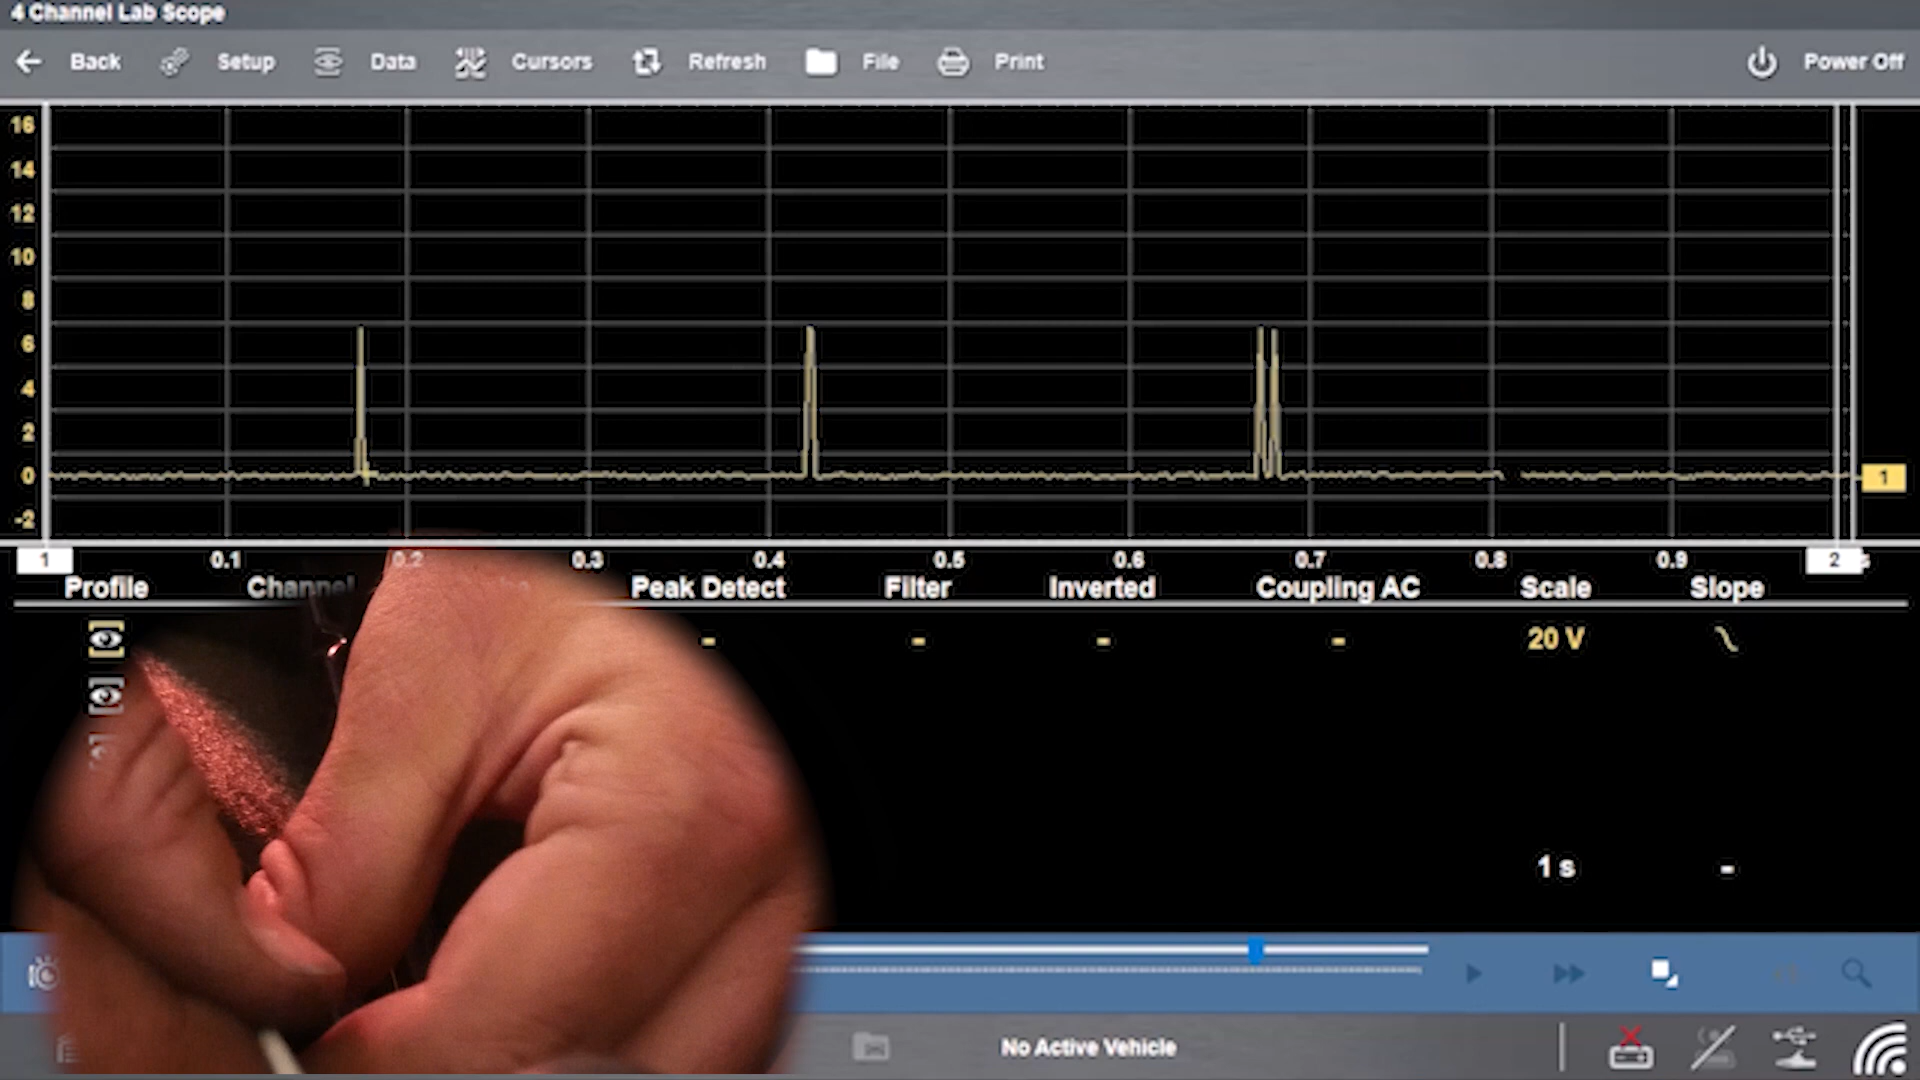 4 Channel Lab Scope
Back Setup Data Cursors Refresh File Print Power Off
16
14
12
10
8
6
4
2
0 1
-2
1 0.1 0.2 0.3 0.4 0.5 0.6 0.7 0.8 0.9 2 s
Profile Channel Peak Detect Filter Inverted Coupling AC Scale Slope
- - - - 20 V
1 s -
No Active Vehicle